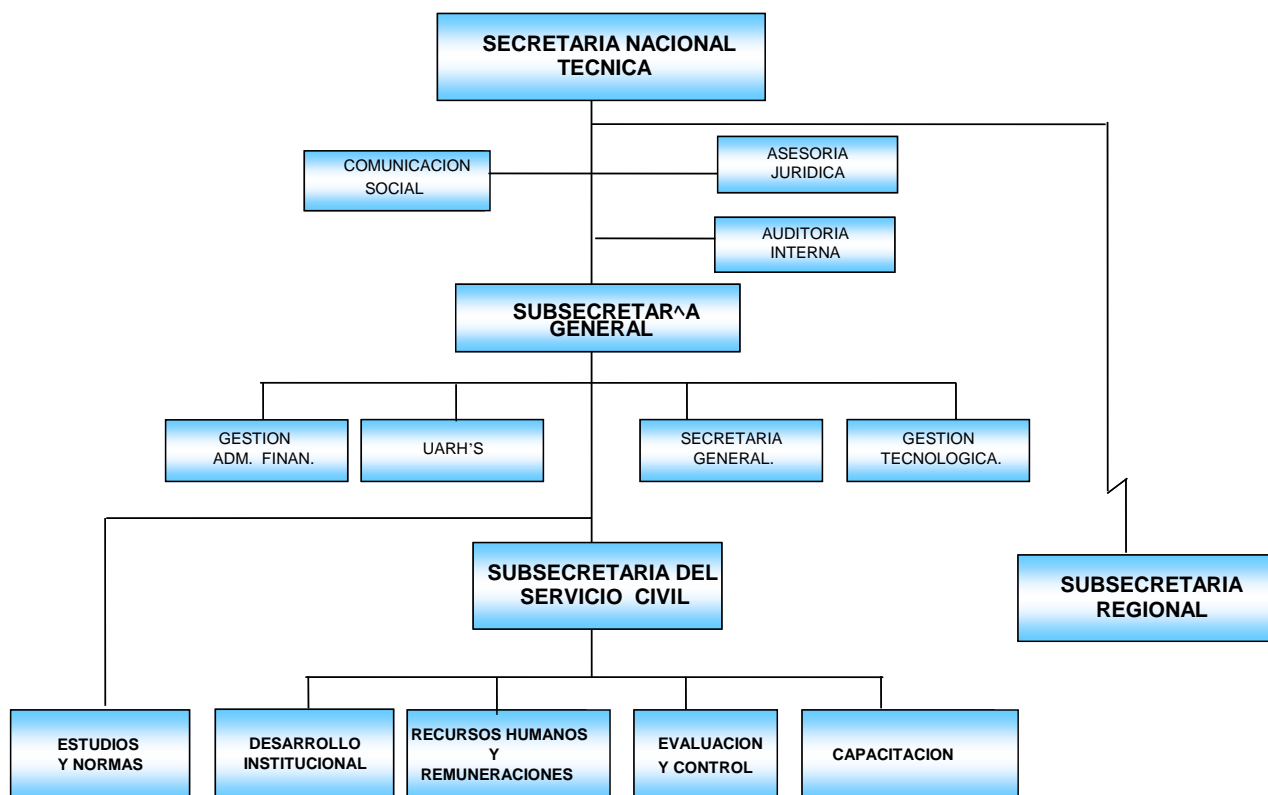 SECRETARIA NACIONAL
TECNICA
COMUNICACION
SOCIAL
ASESORIA
JURIDICA
AUDITORIA
INTERNA
SUBSECRETAR^A
GENERAL
GESTION
ADM. FINAN.
UARH'S
SECRETARIA
GENERAL.
GESTION
TECNOLOGICA.
SUBSECRETARIA DEL
SERVICIO CIVIL
SUBSECRETARIA
REGIONAL
ESTUDIOS
Y NORMAS
DESARROLLO
INSTITUCIONAL
RECURSOS HUMANOS
Y
REMUNERACIONES
EVALUACION
Y CONTROL
CAPACITACION